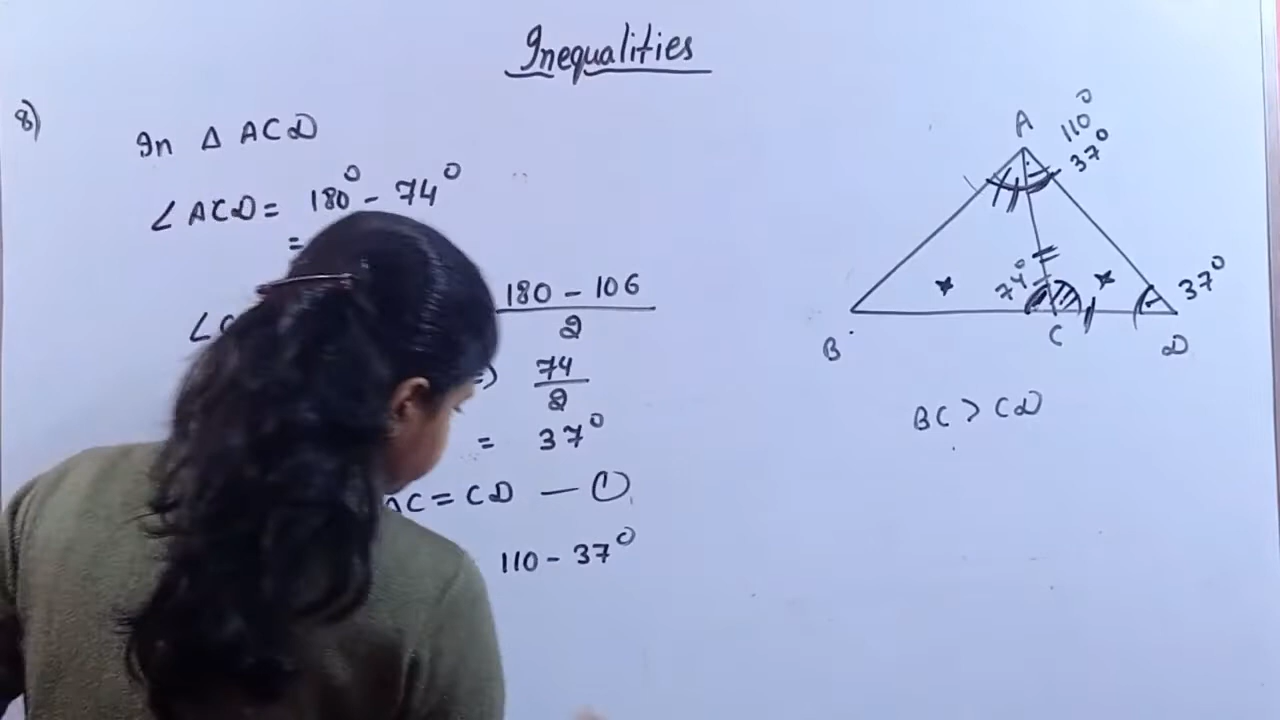 Inequalities
8)
In Δ ACD
∠ACD = 180° - 74°
=
∠ 180 - 106
2
74
2
= 37°
AC = CD — ①
110 - 37°
A
110°
37°
74°
37°
B
C
D
BC > CD